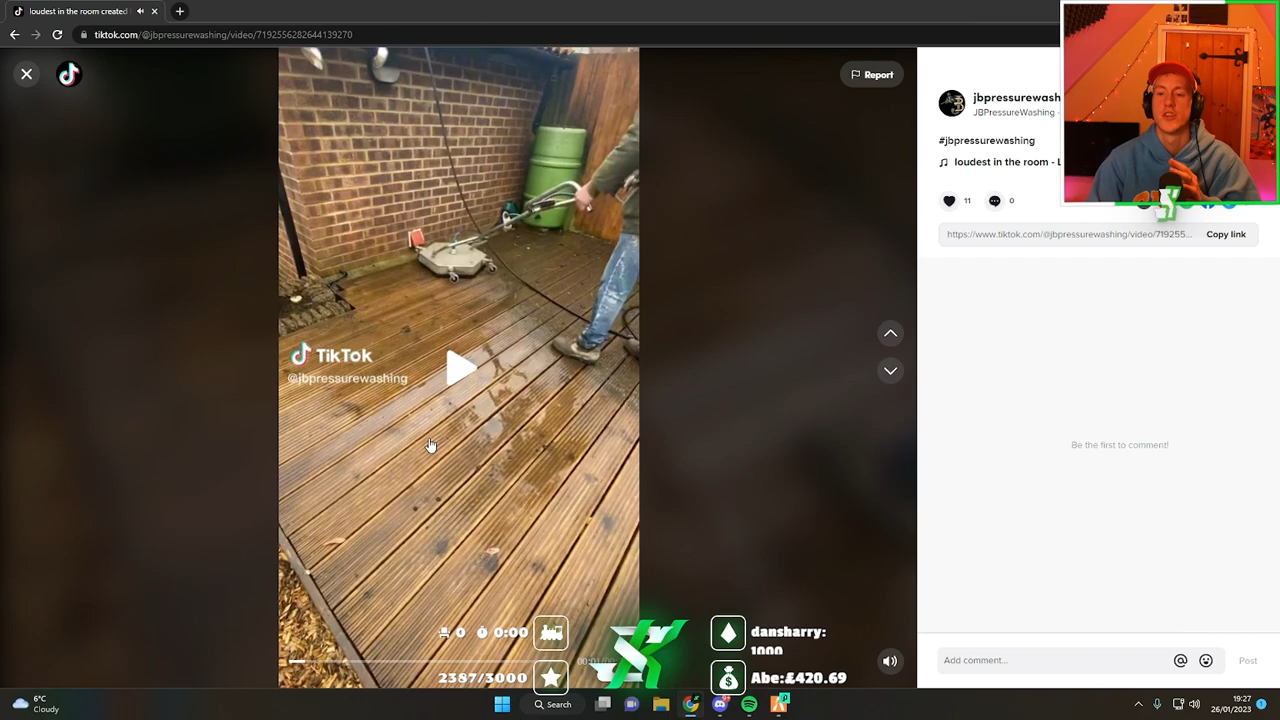 loudest in the room created
tiktok.com/@jbpressurewashing/video/7192556282644139270
Report
jbpressurewash
JBPressureWashing -
#jbpressurewashing
loudest in the room - L
11
0
https://www.tiktok.com/@jbpressurewashing/video/719255...
Copy link
TikTok
@jbpressurewashing
Be the first to comment!
0
0:00
dansharry:
1000
2387/3000
Abe:£420.69
Add comment...
Post
6°C
Cloudy
Search
19:27
26/01/2023